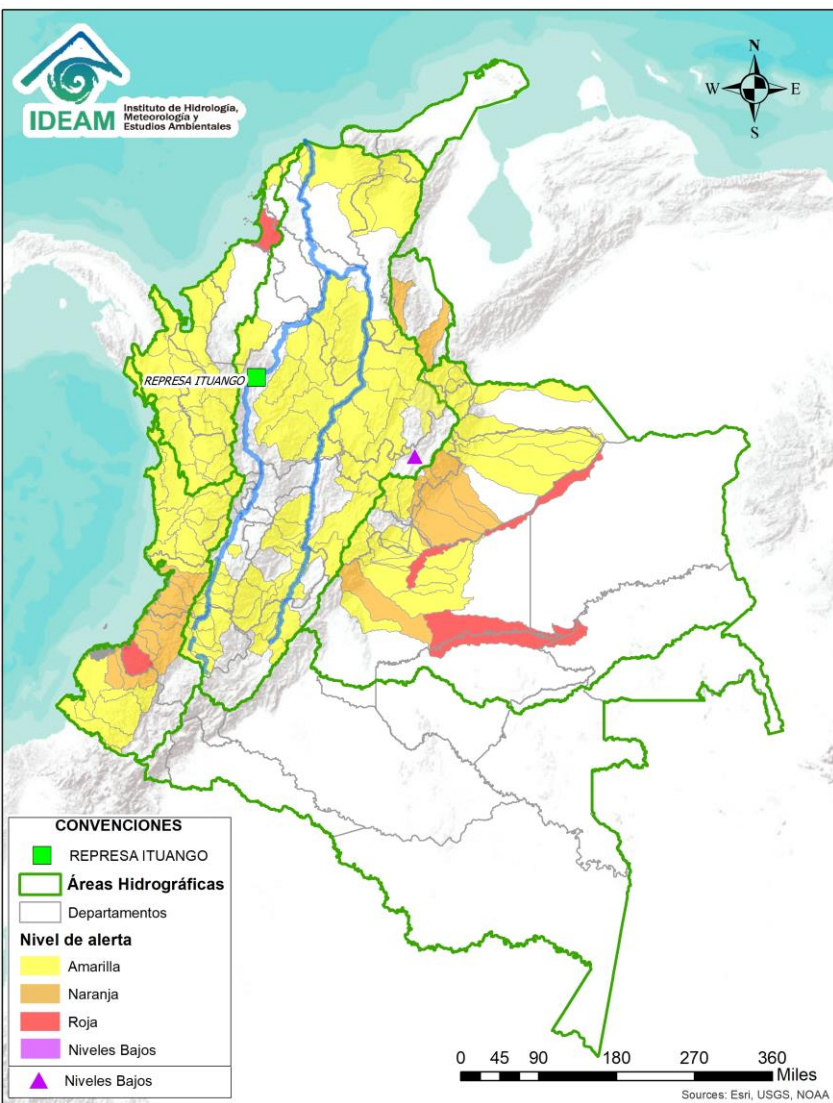 IDEAM
Instituto de Hidrología,
Meteorología y
Estudios Ambientales
N
W
E
S
REPRESA ITUANGO
CONVENCIONES
REPRESA ITUANGO
Áreas Hidrográficas
Departamentos
Nivel de alerta
Amarilla
Naranja
Roja
Niveles Bajos
Niveles Bajos
0 45 90 180 270 360
Miles
Sources: Esri, USGS, NOAA